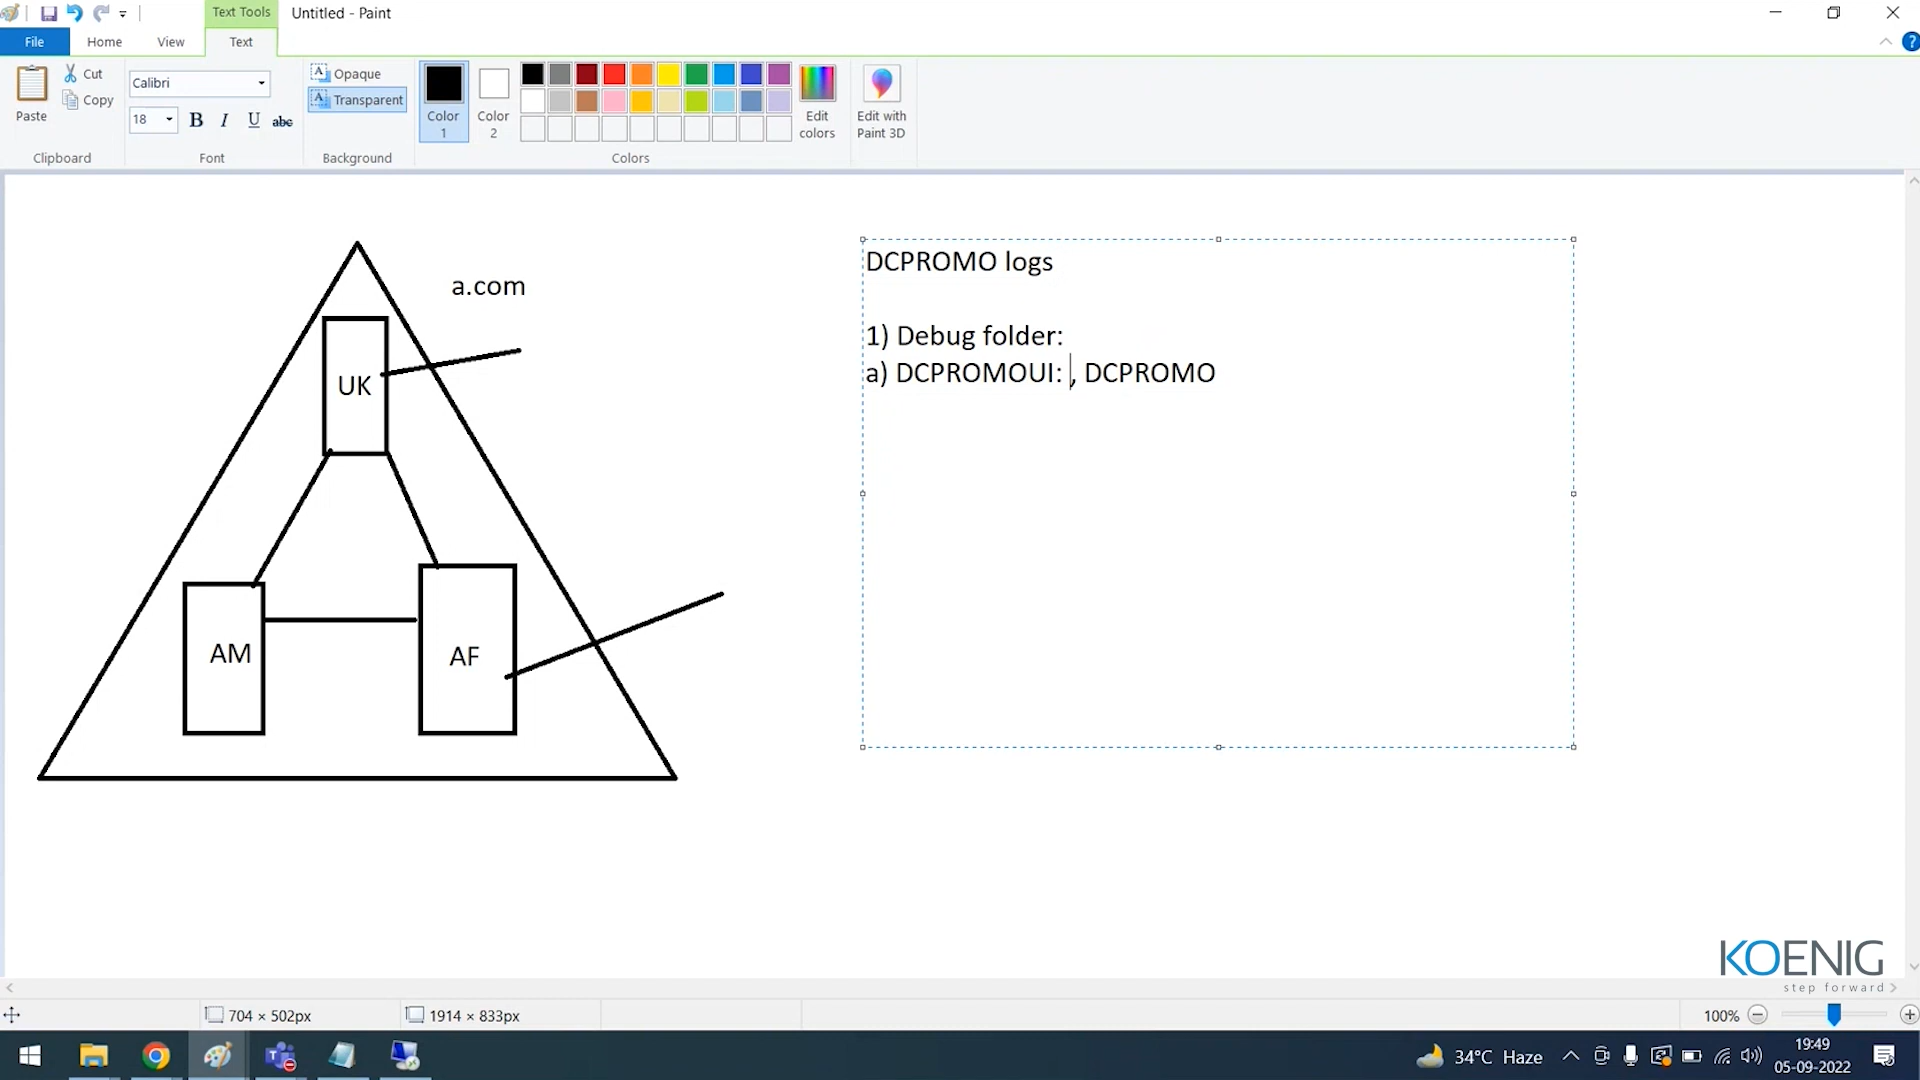 Text Tools
Untitled - Paint
File
Home
View
Text
?
Paste
Cut
Copy
Clipboard
Calibri
18
B I U abc
Font
Opaque
Transparent
Background
Color 1
Color 2
Edit colors
Colors
Edit with Paint 3D
a.com
UK
AM
AF
DCPROMO logs
1) Debug folder:
a) DCPROMOUI: , DCPROMO
KOENIG
step forward
704 × 502px
1914 × 833px
100%
34°C Haze
19:49
05-09-2022